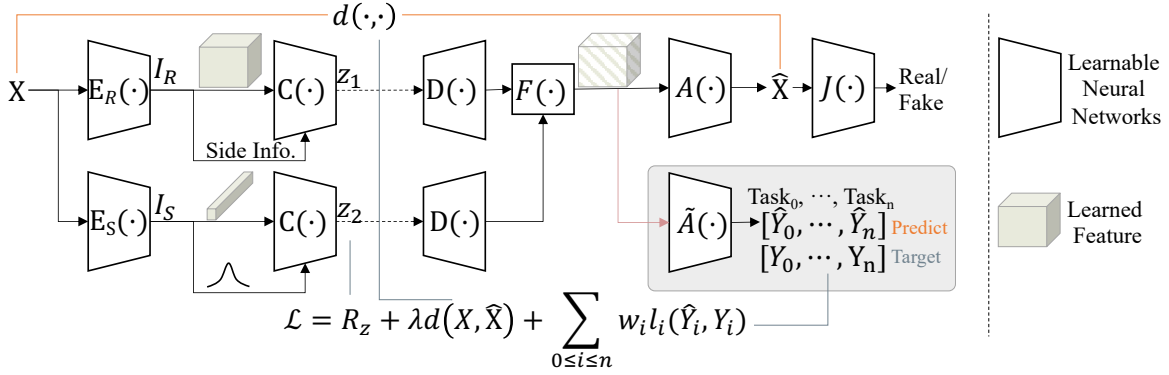 d(·,·)
X
E_R(·)
I_R
C(·)
z_1
D(·)
F(·)
A(·)
X̂
J(·)
Real/
Fake
Side Info.
E_S(·)
I_S
C(·)
z_2
D(·)
Ã(·)
Task_0, ⋯, Task_n
[Ŷ_0, ⋯, Ŷ_n] Predict
[Y_0, ⋯, Y_n] Target
ℒ = R_z + λd(X, X̂) + ∑_{0≤i≤n} w_i l_i(Ŷ_i, Y_i)
Learnable
Neural
Networks
Learned
Feature